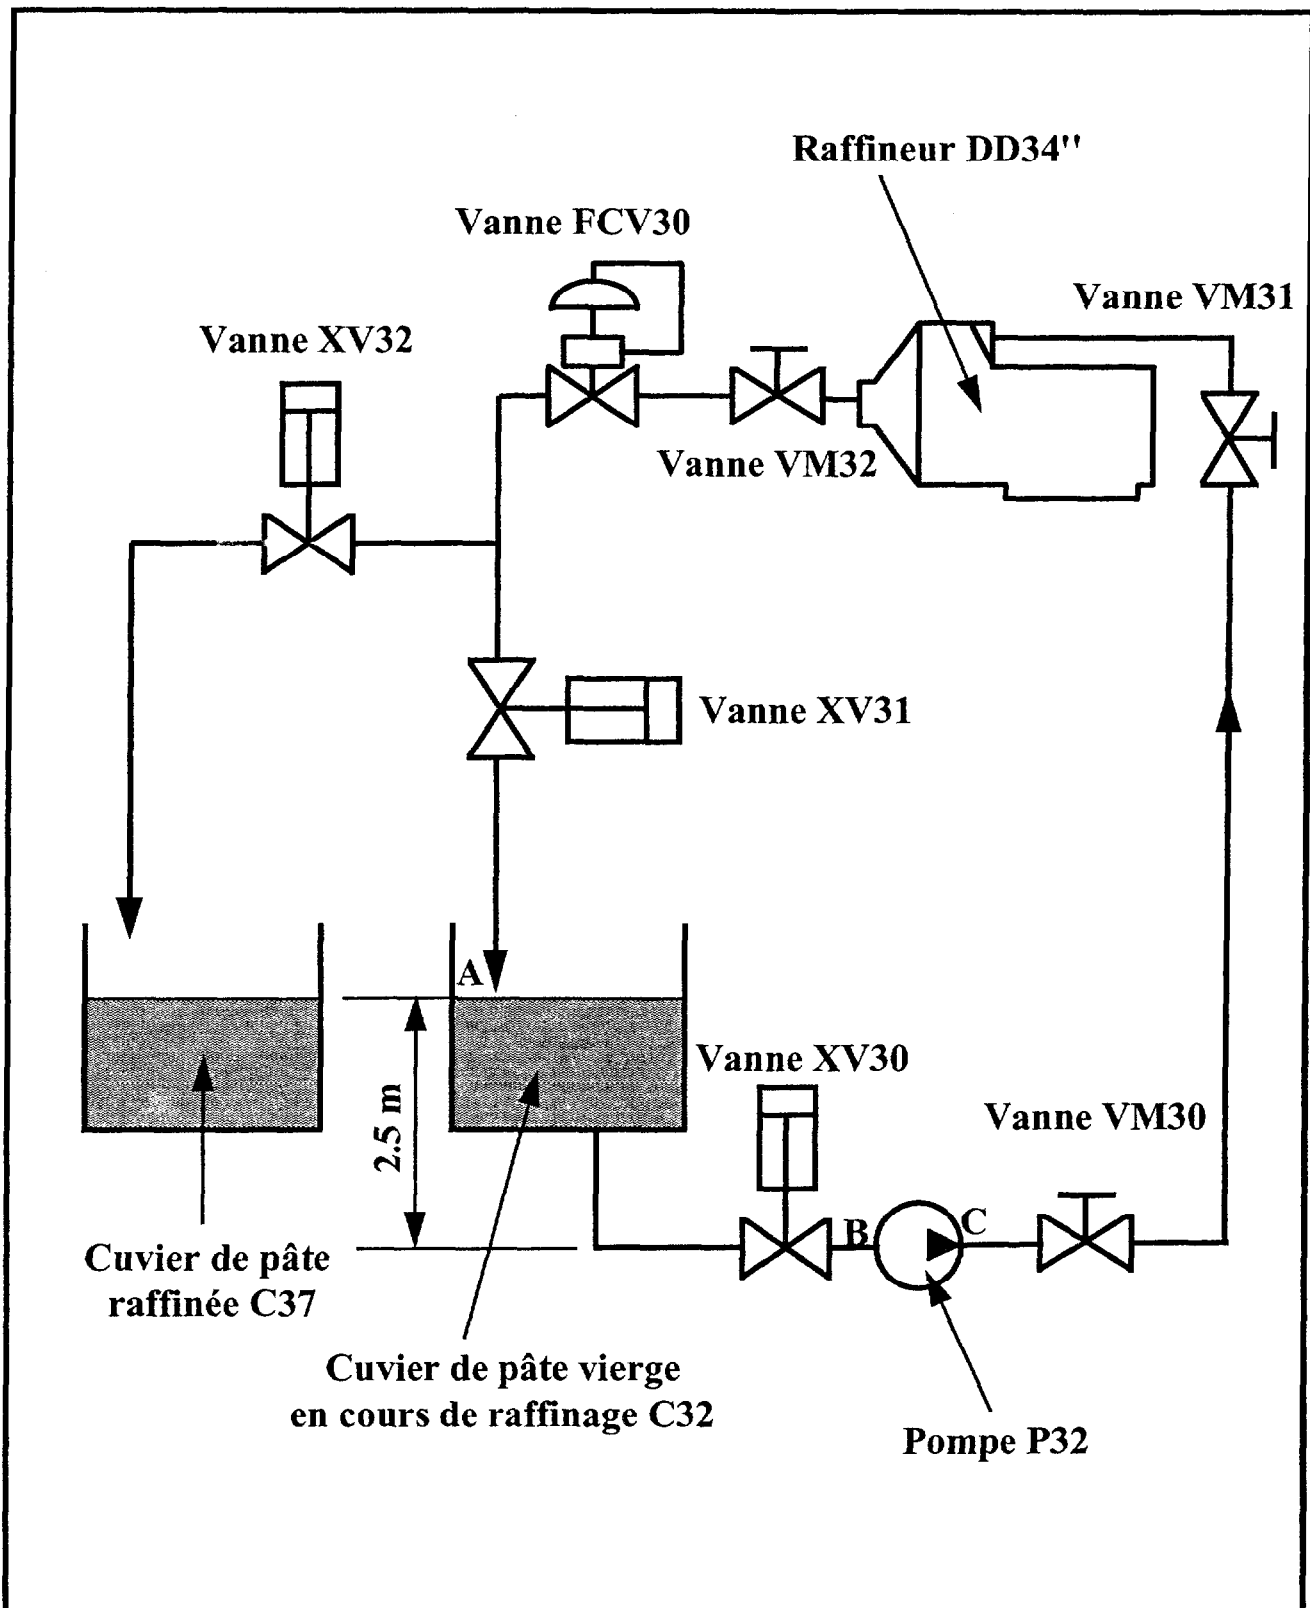 Raffineur DD34"
Vanne FCV30
Vanne VM31
Vanne XV32
Vanne VM32
Vanne XV31
A
Vanne XV30
2.5 m
Vanne VM30
B
C
Cuvier de pâte
raffinée C37
Cuvier de pâte vierge
en cours de raffinage C32
Pompe P32